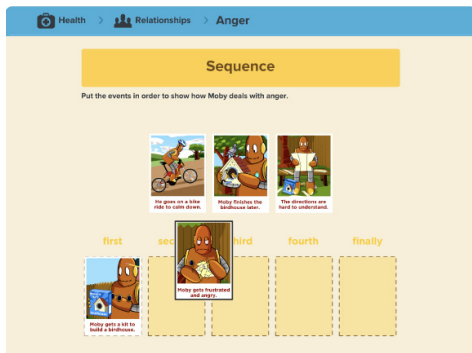 Health > Relationships > Anger
Sequence
Put the events in order to show how Moby deals with anger.
He goes on a bike
ride to calm down.
Moby finishes the
birdhouse later.
The directions are
hard to understand.
first sec hird fourth finally
Moby gets frustrated
and angry.
Moby gets a kit to
build a birdhouse.